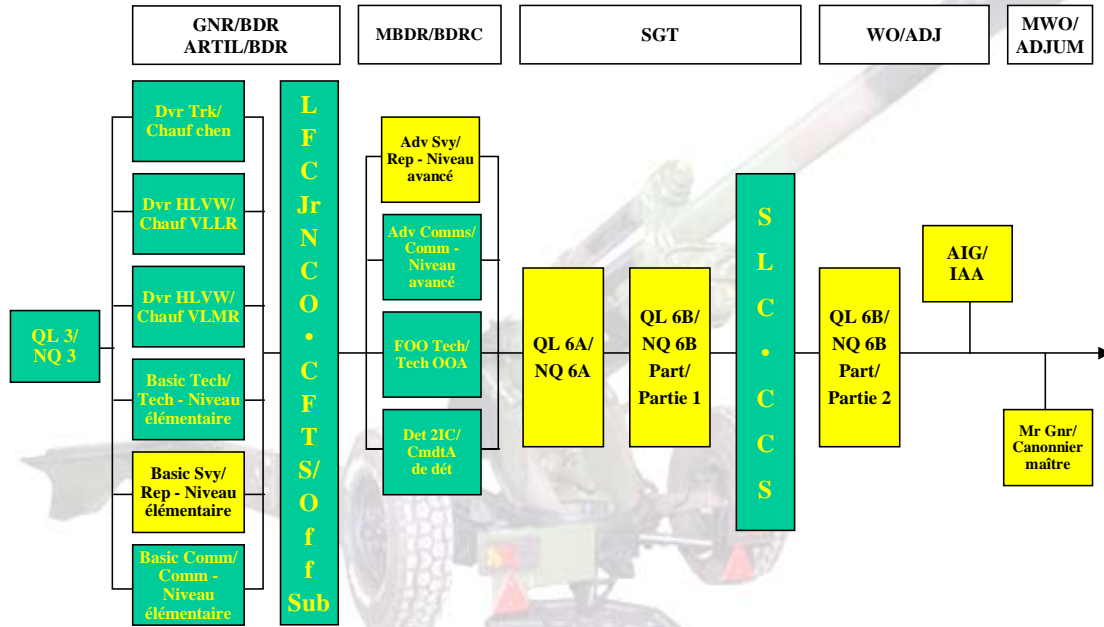 GNR/BDR
ARTIL/BDR
MBDR/BDRC
SGT
WO/ADJ
MWO/
ADJUM
QL 3/
NQ 3
Dvr Trk/
Chauf chen
Dvr HLVW/
Chauf VLLR
Dvr HLVW/
Chauf VLMR
Basic Tech/
Tech - Niveau
élémentaire
Basic Svy/
Rep - Niveau
élémentaire
Basic Comm/
Comm -
Niveau
élémentaire
L
F
C
Jr
N
C
O
•
C
F
T
S/
O
f
f
Sub
Adv Svy/
Rep - Niveau
avancé
Adv Comms/
Comm -
Niveau
avancé
FOO Tech/
Tech OOA
Det 2IC/
CmdtA
de dét
QL 6A/
NQ 6A
QL 6B/
NQ 6B
Part/
Partie 1
S
L
C
•
C
C
S
QL 6B/
NQ 6B
Part/
Partie 2
AIG/
IAA
Mr Gnr/
Canonnier
maître